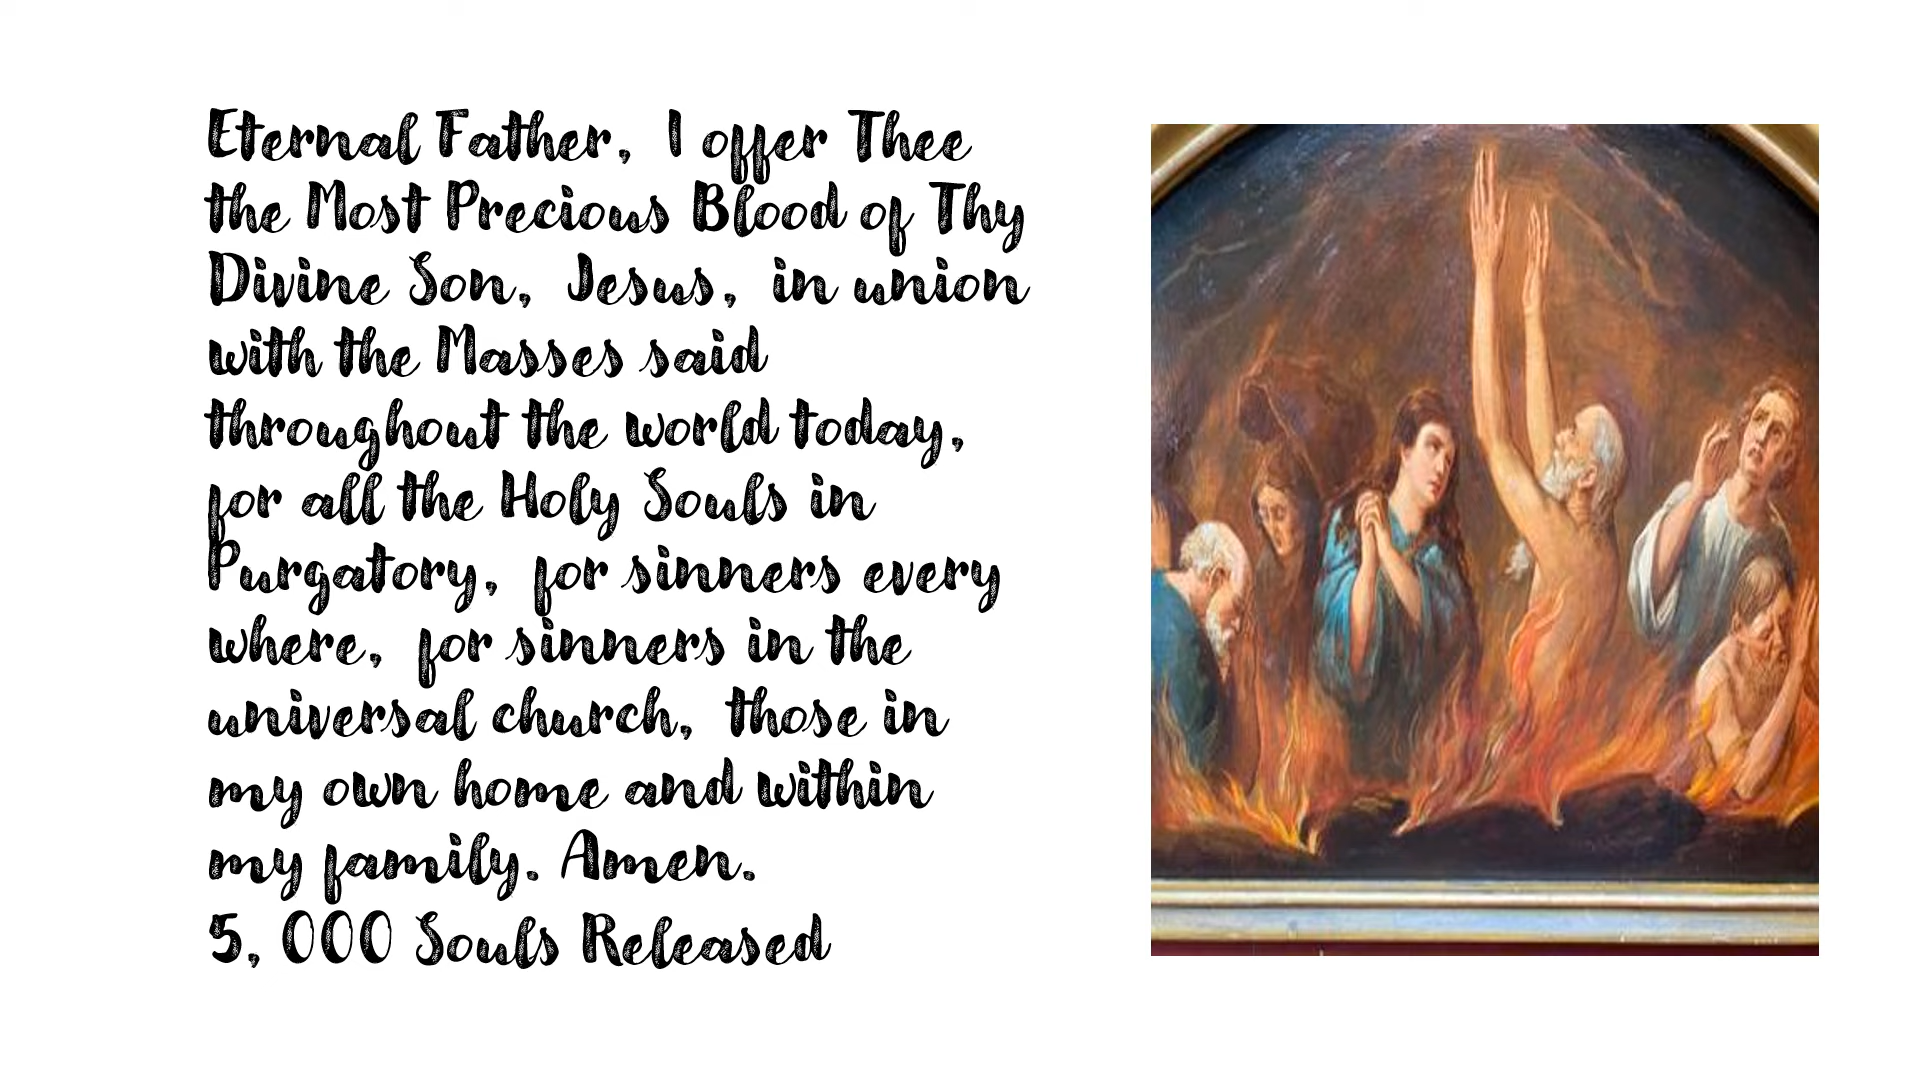 Eternal Father, I offer Thee
the Most Precious Blood of Thy
Divine Son, Jesus, in union
with the Masses said
throughout the world today,
for all the Holy Souls in
Purgatory, for sinners every
where, for sinners in the
universal church, those in
my own home and within
my family. Amen.
5, 000 Souls Released